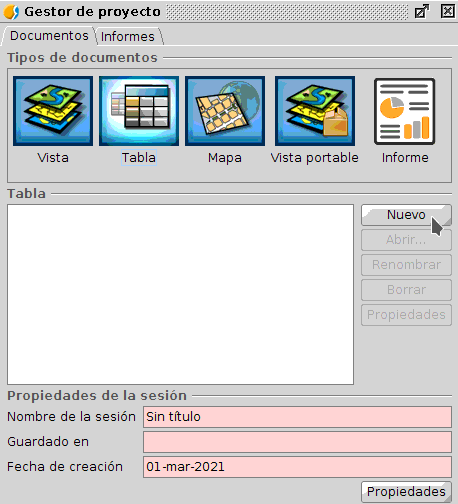 Gestor de proyecto
Documentos Informes
Tipos de documentos
Vista Tabla Mapa Vista portable Informe
Tabla
Nuevo
Abrir...
Renombrar
Borrar
Propiedades
Propiedades de la sesión
Nombre de la sesión Sin título
Guardado en
Fecha de creación 01-mar-2021
Propiedades